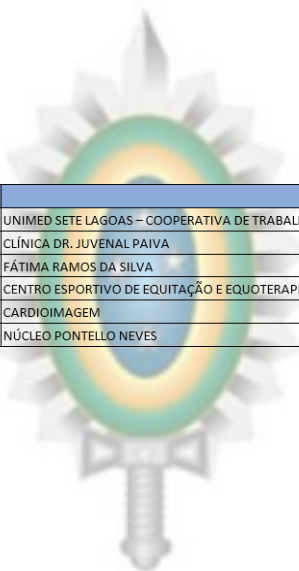 UNIMED SETE LAGOAS – COOPERATIVA DE TRABAL
CLÍNICA DR. JUVENAL PAIVA
FÁTIMA RAMOS DA SILVA
CENTRO ESPORTIVO DE EQUITAÇÃO E EQUOTERAPI
CARDIOIMAGEM
NÚCLEO PONTELLO NEVES